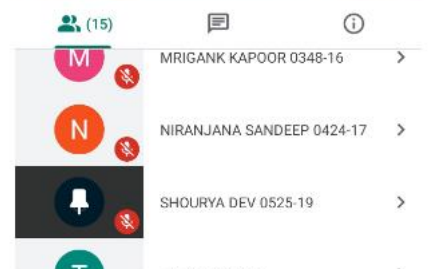 (15)
M
MRIGANK KAPOOR 0348-16
N
NIRANJANA SANDEEP 0424-17
SHOURYA DEV 0525-19